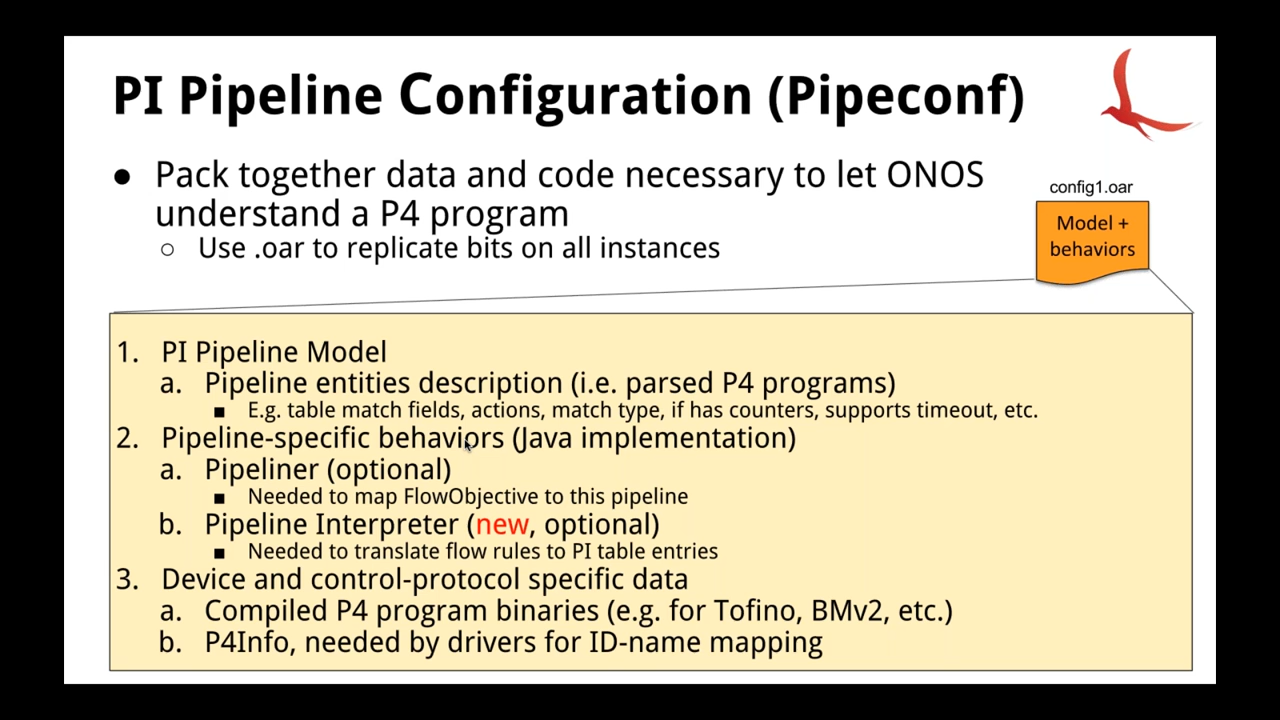 PI Pipeline Configuration (Pipeconf)
● Pack together data and code necessary to let ONOS
understand a P4 program
○ Use .oar to replicate bits on all instances
config1.oar
Model +
behaviors
1. PI Pipeline Model
a. Pipeline entities description (i.e. parsed P4 programs)
■ E.g. table match fields, actions, match type, if has counters, supports timeout, etc.
2. Pipeline-specific behaviors (Java implementation)
a. Pipeliner (optional)
■ Needed to map FlowObjective to this pipeline
b. Pipeline Interpreter (new, optional)
■ Needed to translate flow rules to PI table entries
3. Device and control-protocol specific data
a. Compiled P4 program binaries (e.g. for Tofino, BMv2, etc.)
b. P4Info, needed by drivers for ID-name mapping